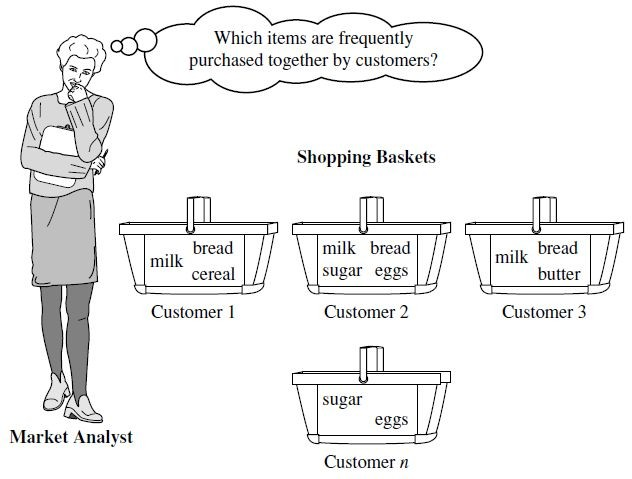 Which items are frequently
purchased together by customers?
Shopping Baskets
milk bread
cereal
Customer 1
milk bread
sugar eggs
Customer 2
milk bread
butter
Customer 3
sugar
eggs
Customer n
Market Analyst